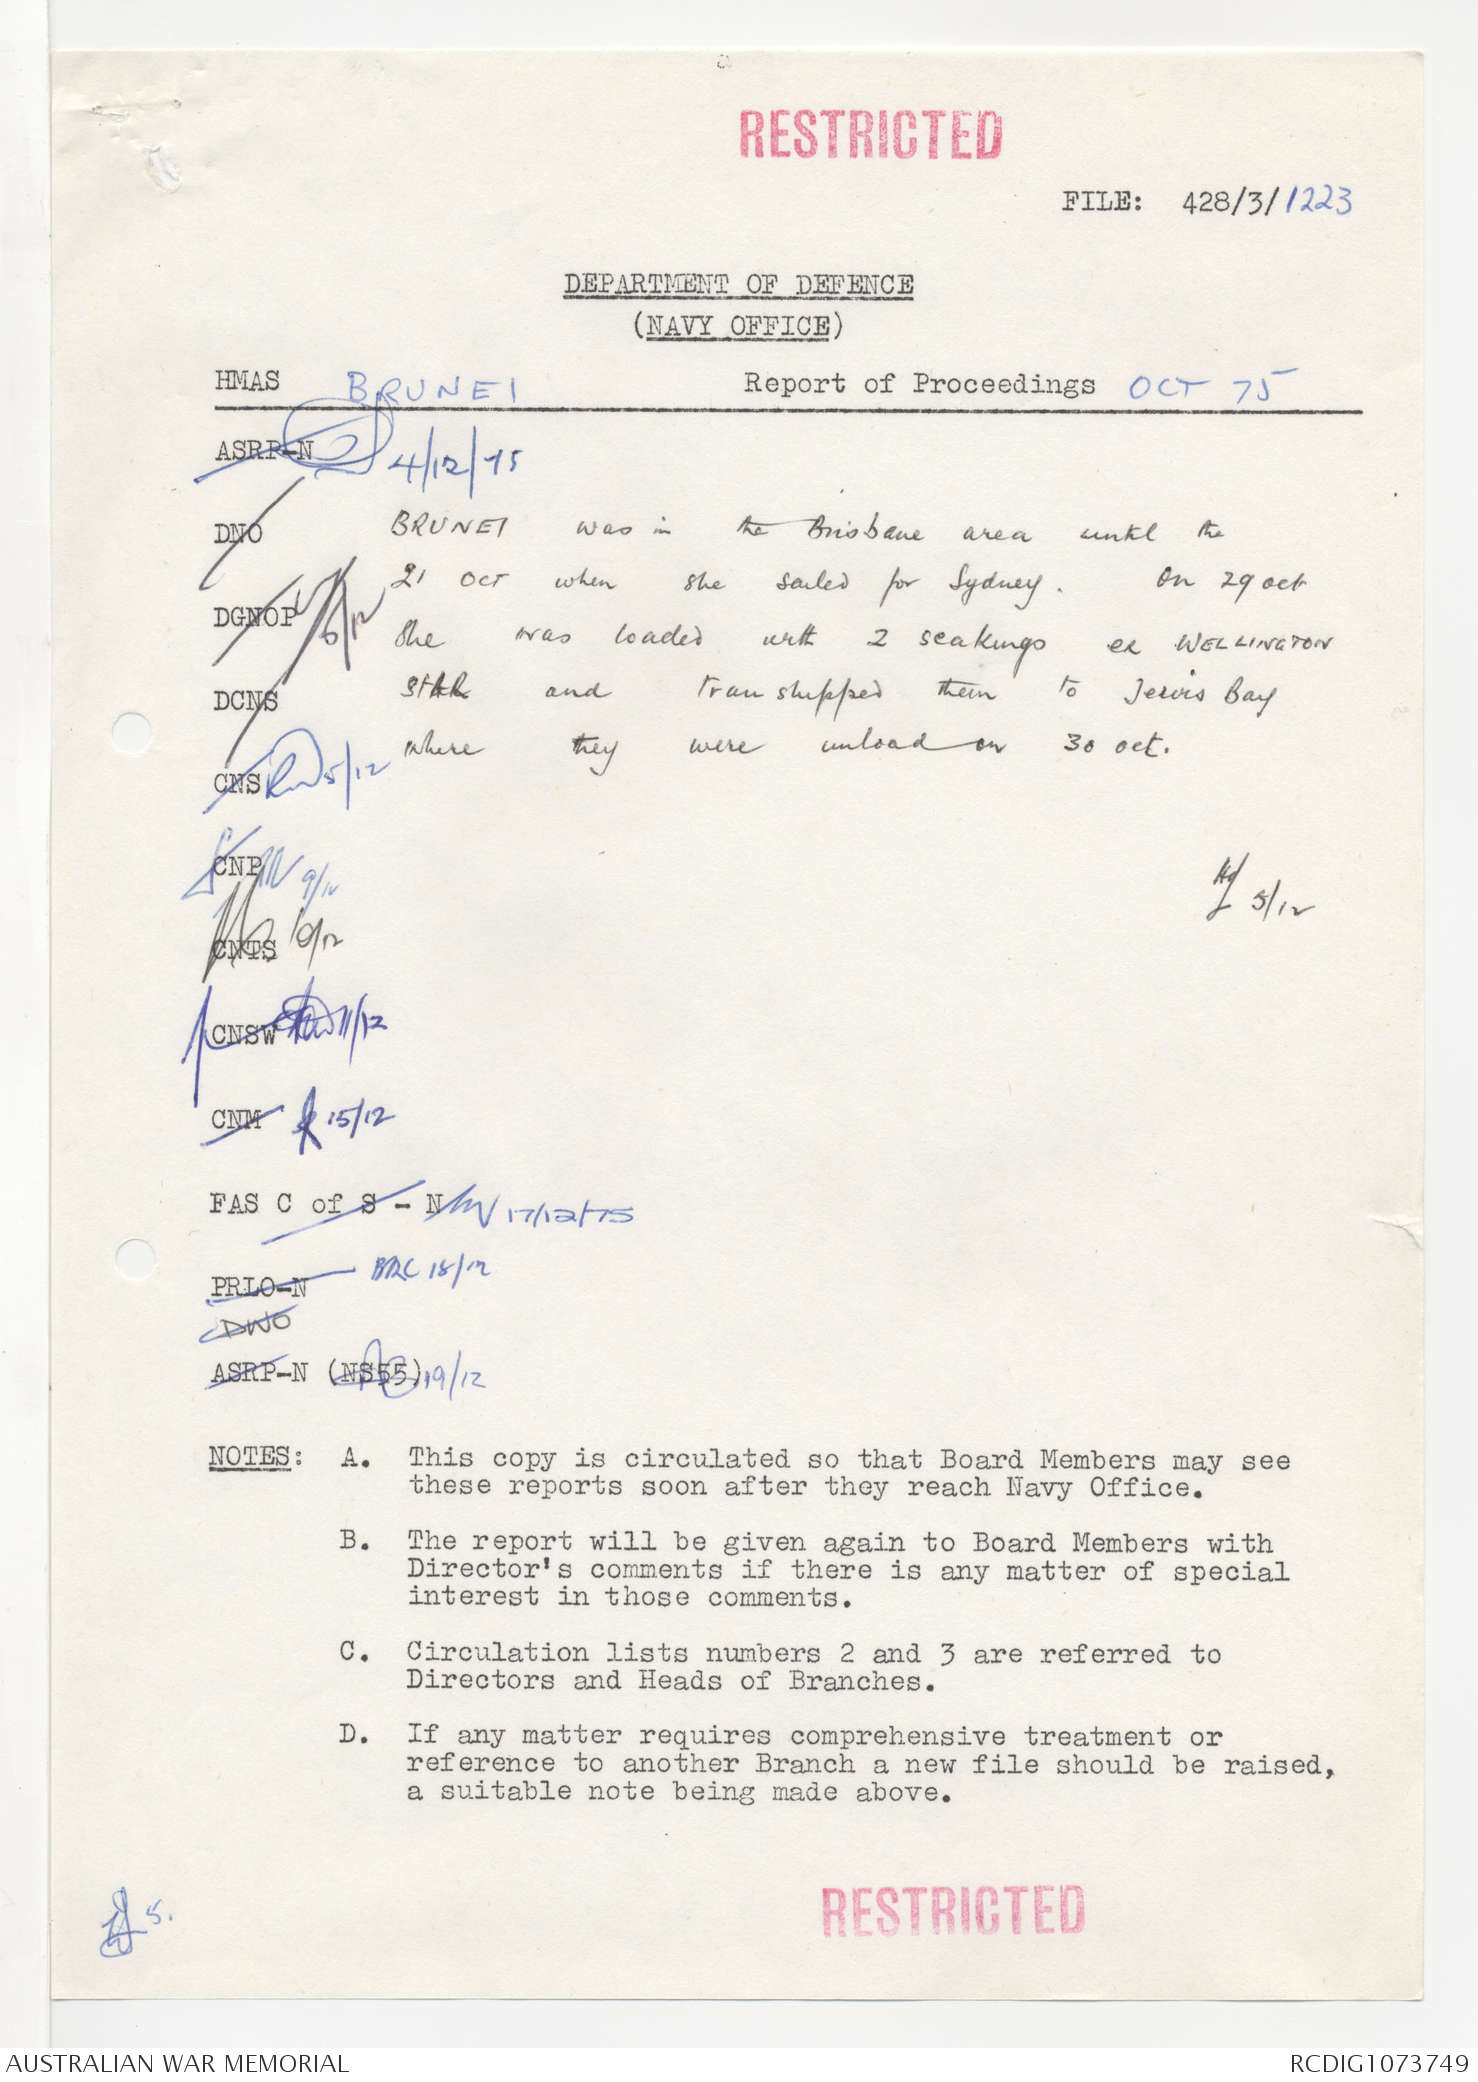 RESTRICTED
FILE: 428/3/1223
DEPARTMENT OF DEFENCE
(NAVY OFFICE)
HMAS BRUNEI Report of Proceedings OCT 75
ASRP-N 4/12/75
DNO
BRUNEI was in the Brisbane area until the
21 OCT when she sailed for Sydney. On 29 oct
DGNOP 5/12
She was loaded with 2 seakings ex WELLINGTON
DCNS
STAR and transhipped them to Jervis Bay
where they were unload on 30 oct.
CNS 5/12
CNP 9/12
5/12
CNTS 10/12
CNSW 11/12
CNM 15/12
FAS C of S - N 17/12/75
PRLO-N 18/12
DWO
ASRP-N (NS55) 19/12
NOTES: A. This copy is circulated so that Board Members may see
these reports soon after they reach Navy Office.
B. The report will be given again to Board Members with
Director's comments if there is any matter of special
interest in those comments.
C. Circulation lists numbers 2 and 3 are referred to
Directors and Heads of Branches.
D. If any matter requires comprehensive treatment or
reference to another Branch a new file should be raised,
a suitable note being made above.
5.
RESTRICTED
AUSTRALIAN WAR MEMORIAL
RCDIG1073749